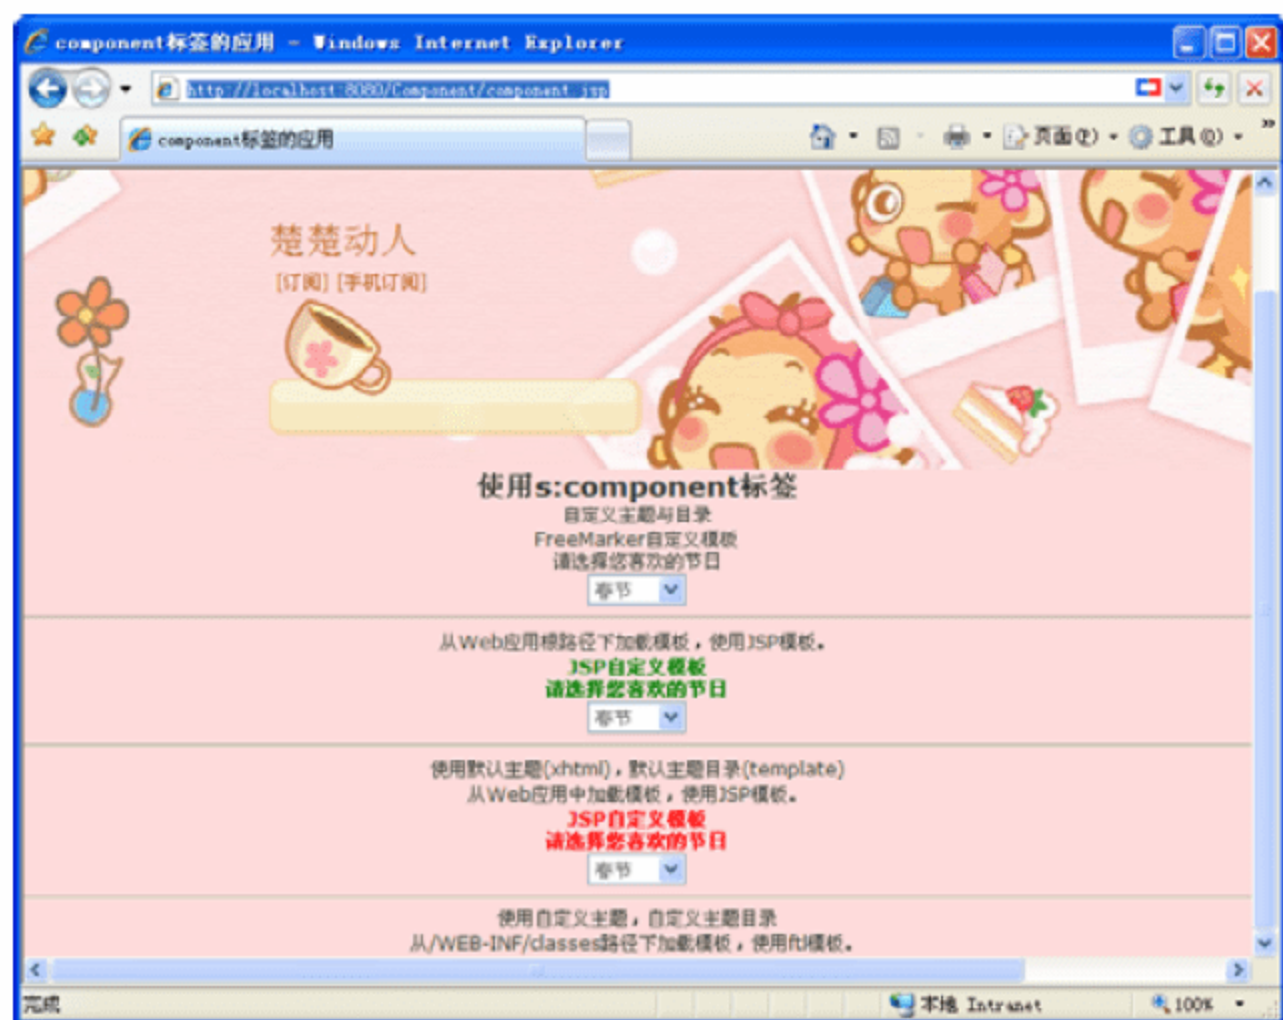 component标签的应用 - Windows Internet Explorer
http://localhost:8080/Component/component.jsp
component标签的应用
页面(P)
工具(O)
楚楚动人
[订阅] [手机订阅]
使用s:component标签
自定义主题与目录
FreeMarker自定义模板
请选择您喜欢的节日
春节
从Web应用根路径下加载模板，使用JSP模板。
JSP自定义模板
请选择您喜欢的节日
春节
使用默认主题(xhtml)，默认主题目录(template)
从Web应用中加载模板，使用JSP模板。
JSP自定义模板
请选择您喜欢的节日
春节
使用自定义主题，自定义主题目录
从/WEB-INF/classes路径下加载模板，使用ftl模板。
完成
本地 Intranet
100%